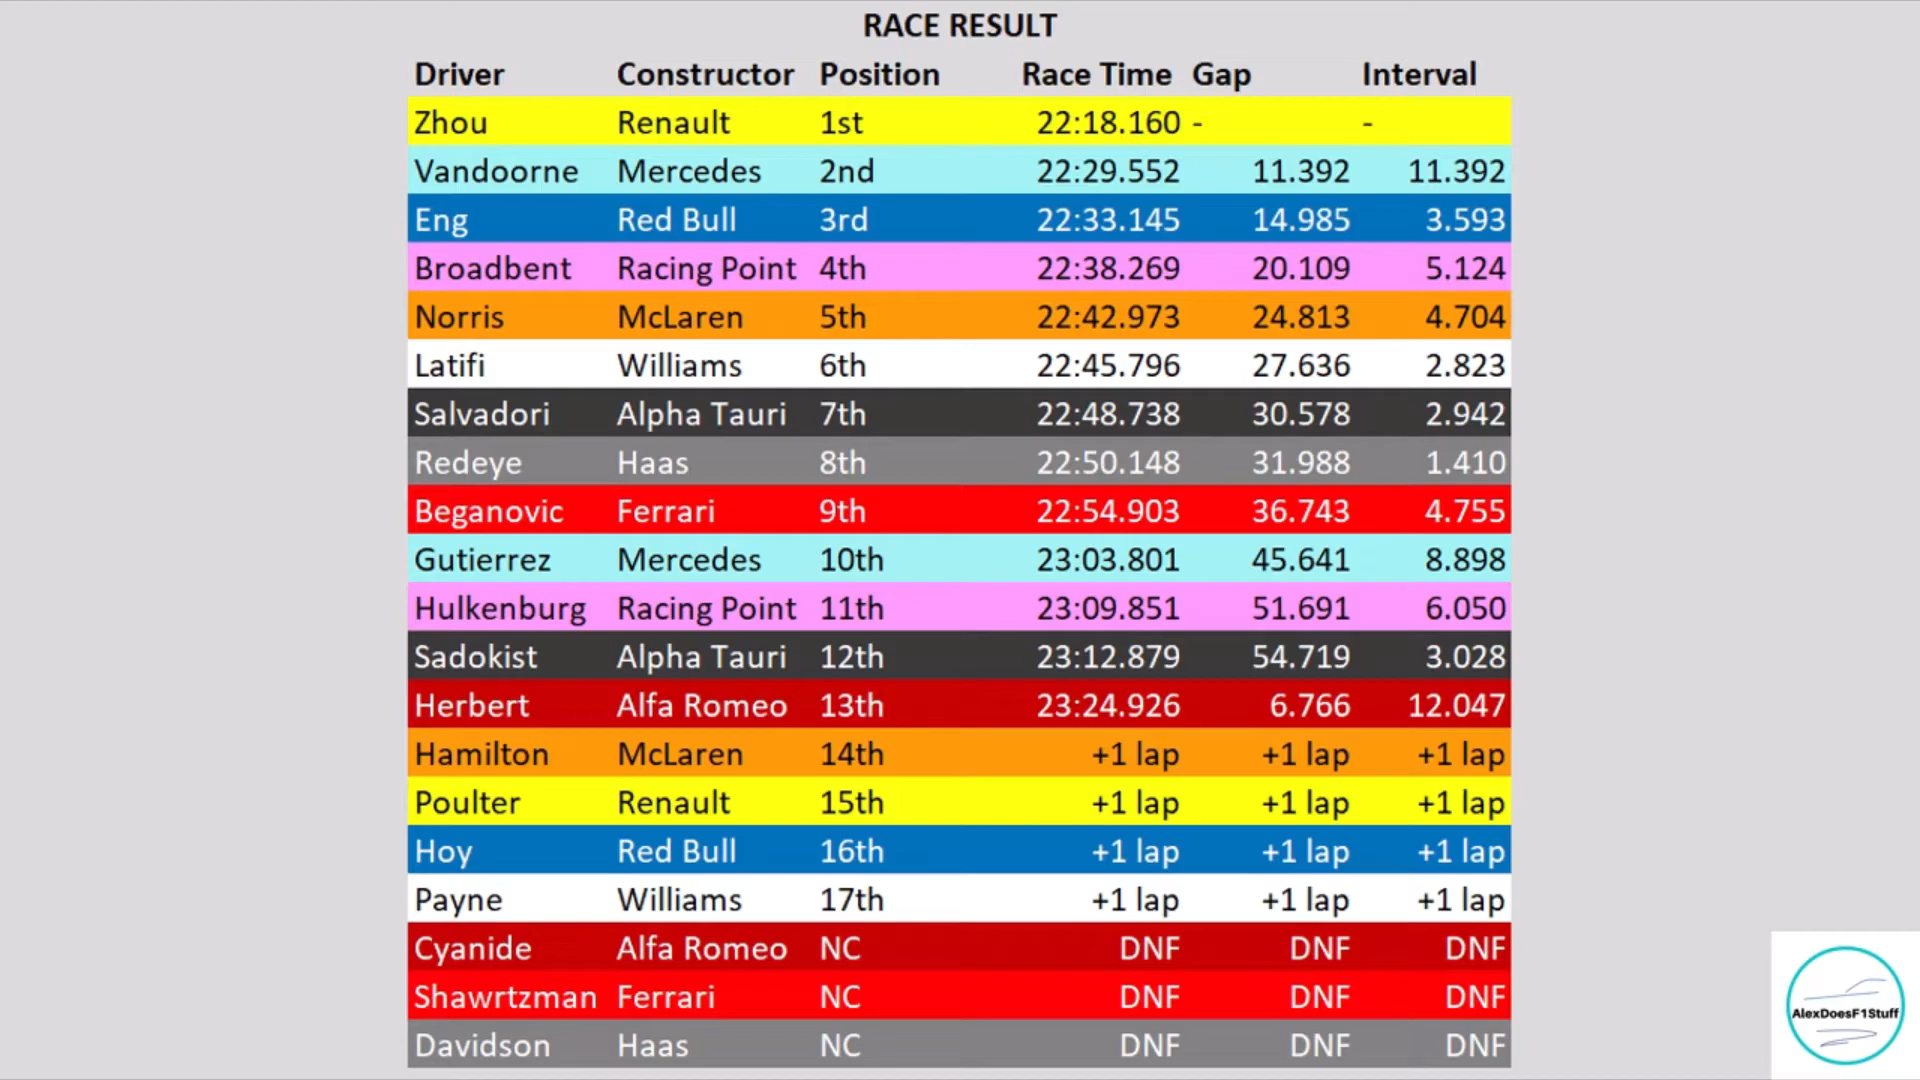 RACE RESULT
Driver Constructor Position Race Time Gap Interval
Zhou Renault 1st 22:18.160 - -
Vandoorne Mercedes 2nd 22:29.552 11.392 11.392
Eng Red Bull 3rd 22:33.145 14.985 3.593
Broadbent Racing Point 4th 22:38.269 20.109 5.124
Norris McLaren 5th 22:42.973 24.813 4.704
Latifi Williams 6th 22:45.796 27.636 2.823
Salvadori Alpha Tauri 7th 22:48.738 30.578 2.942
Redeye Haas 8th 22:50.148 31.988 1.410
Beganovic Ferrari 9th 22:54.903 36.743 4.755
Gutierrez Mercedes 10th 23:03.801 45.641 8.898
Hulkenburg Racing Point 11th 23:09.851 51.691 6.050
Sadokist Alpha Tauri 12th 23:12.879 54.719 3.028
Herbert Alfa Romeo 13th 23:24.926 6.766 12.047
Hamilton McLaren 14th +1 lap +1 lap +1 lap
Poulter Renault 15th +1 lap +1 lap +1 lap
Hoy Red Bull 16th +1 lap +1 lap +1 lap
Payne Williams 17th +1 lap +1 lap +1 lap
Cyanide Alfa Romeo NC DNF DNF DNF
Shawrtzman Ferrari NC DNF DNF DNF
Davidson Haas NC DNF DNF DNF
AlexDoesF1Stuff